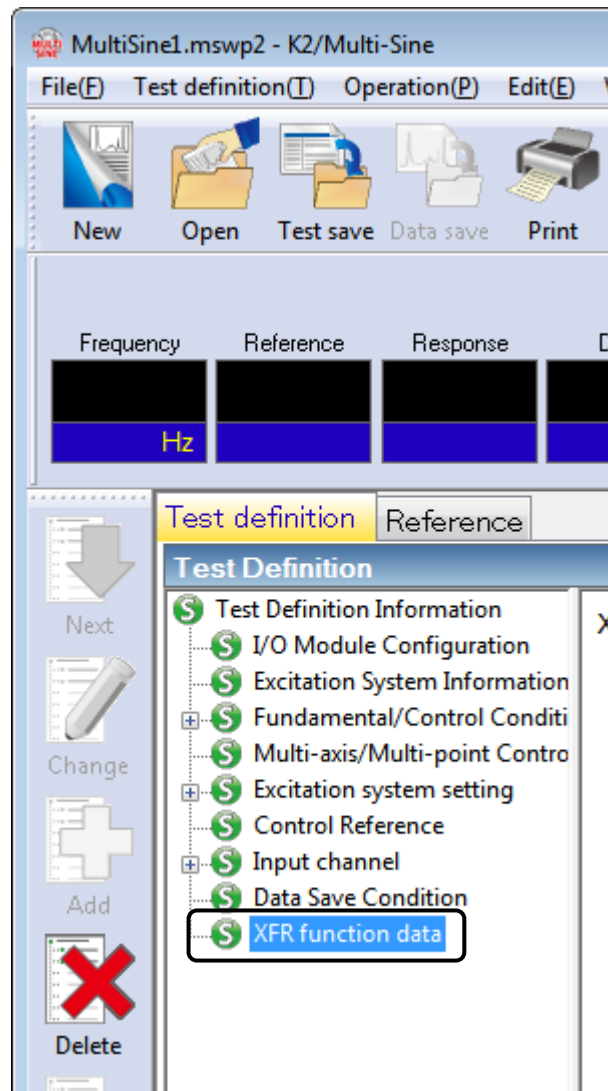 MultiSine1.mswp2 - K2/Multi-Sine
File(F) Test definition(T) Operation(P) Edit(E)
New Open Test save Data save Print
Frequency Reference Response
Hz
Test definition Reference
Test Definition
Next
Change
Add
Delete
Test Definition Information
I/O Module Configuration
Excitation System Information
Fundamental/Control Conditi
Multi-axis/Multi-point Contro
Excitation system setting
Control Reference
Input channel
Data Save Condition
XFR function data